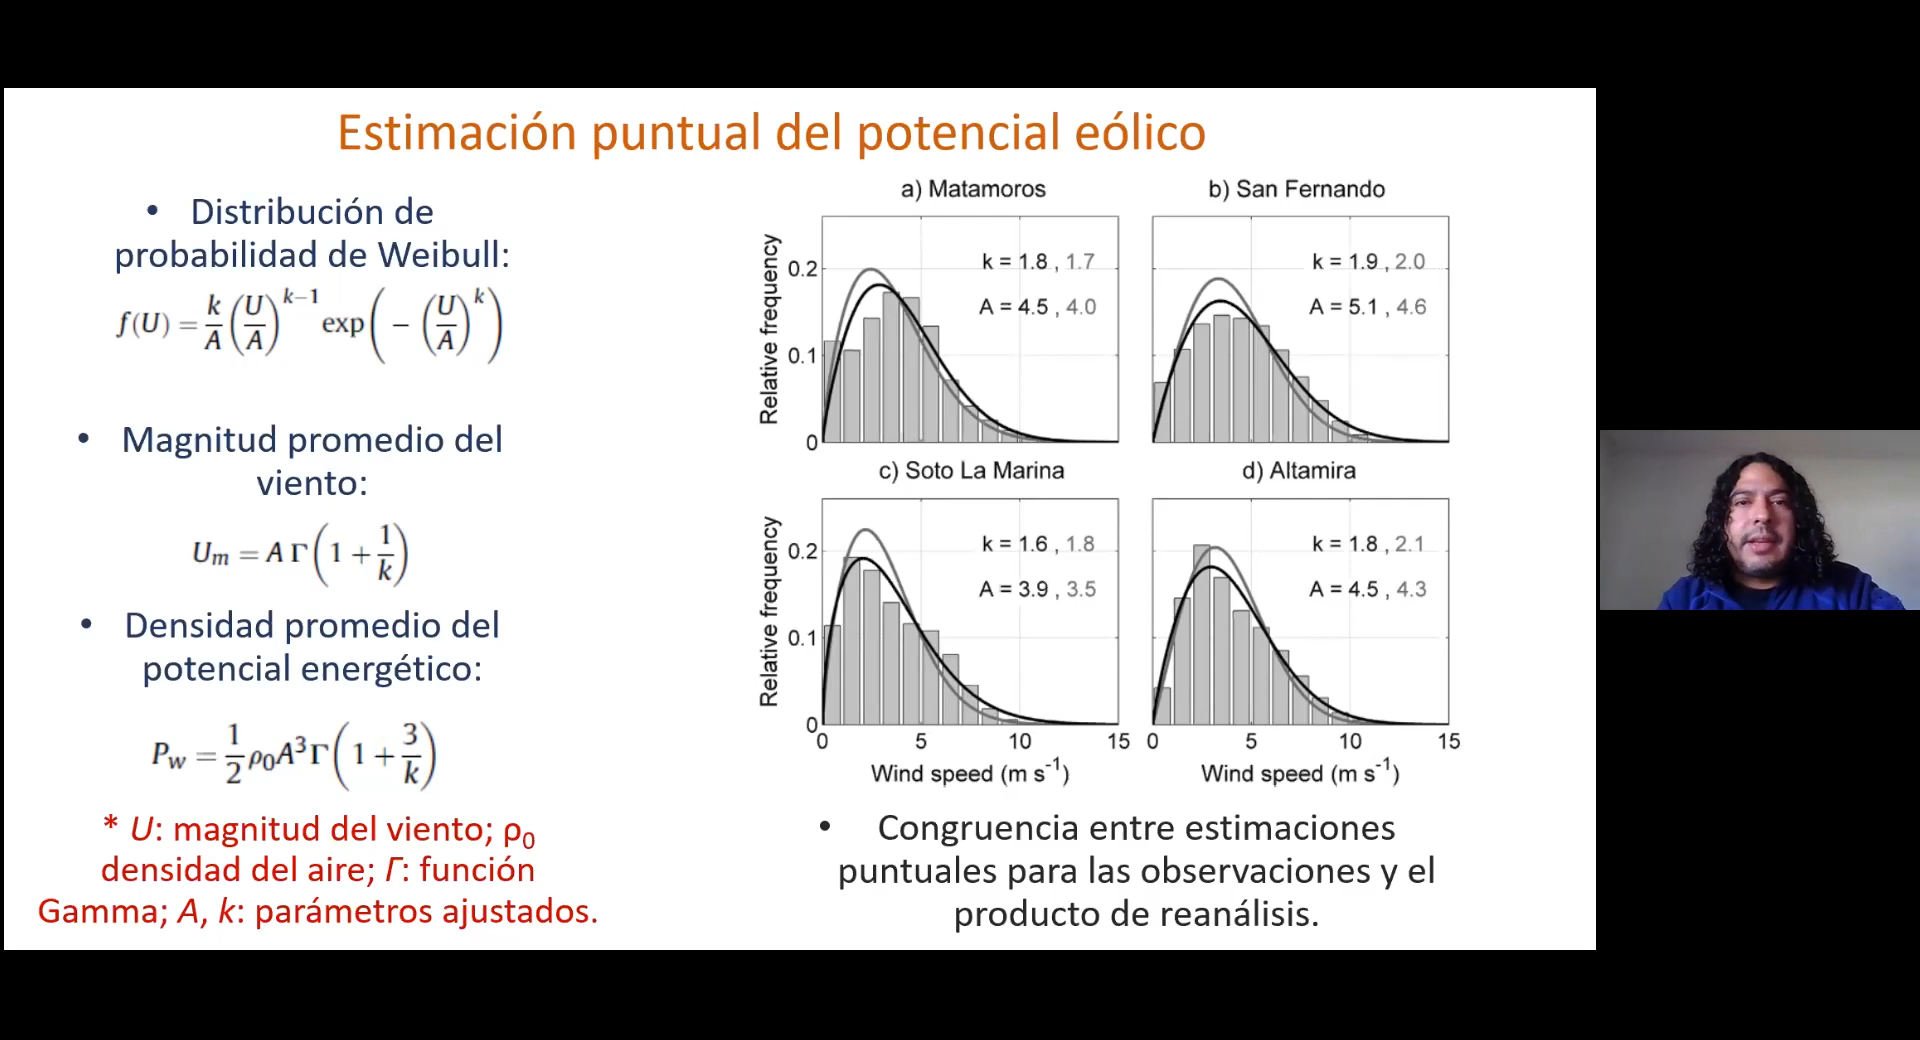 Estimación puntual del potencial eólico
• Distribución de
probabilidad de Weibull:
f(U) = k/A (U/A)^(k−1) exp(−(U/A)^k)
• Magnitud promedio del
viento:
U_m = A Γ(1 + 1/k)
• Densidad promedio del
potencial energético:
P_w = 1/2 ρ₀A³Γ(1 + 3/k)
* U: magnitud del viento; ρ₀
densidad del aire; Γ: función
Gamma; A, k: parámetros ajustados.
a) Matamoros
Relative frequency
0.2
0.1
0
k = 1.8 , 1.7
A = 4.5 , 4.0
b) San Fernando
k = 1.9 , 2.0
A = 5.1 , 4.6
c) Soto La Marina
Relative frequency
0.2
0.1
0
k = 1.6 , 1.8
A = 3.9 , 3.5
0 5 10 15
Wind speed (m s⁻¹)
d) Altamira
k = 1.8 , 2.1
A = 4.5 , 4.3
0 5 10 15
Wind speed (m s⁻¹)
• Congruencia entre estimaciones
puntuales para las observaciones y el
producto de reanálisis.